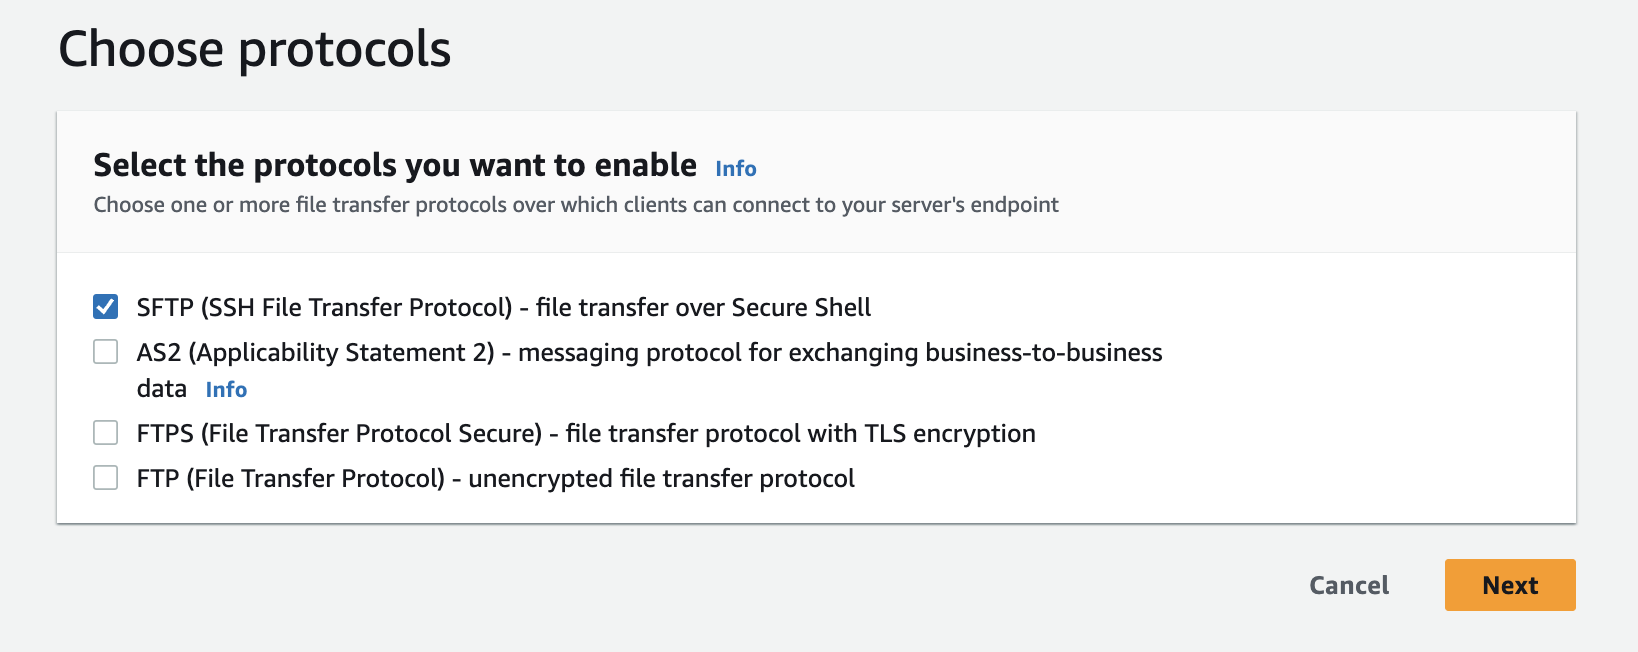 Choose protocols
Select the protocols you want to enable Info
Choose one or more file transfer protocols over which clients can connect to your server's endpoint
SFTP (SSH File Transfer Protocol) - file transfer over Secure Shell
AS2 (Applicability Statement 2) - messaging protocol for exchanging business-to-business
data Info
FTPS (File Transfer Protocol Secure) - file transfer protocol with TLS encryption
FTP (File Transfer Protocol) - unencrypted file transfer protocol
Cancel Next